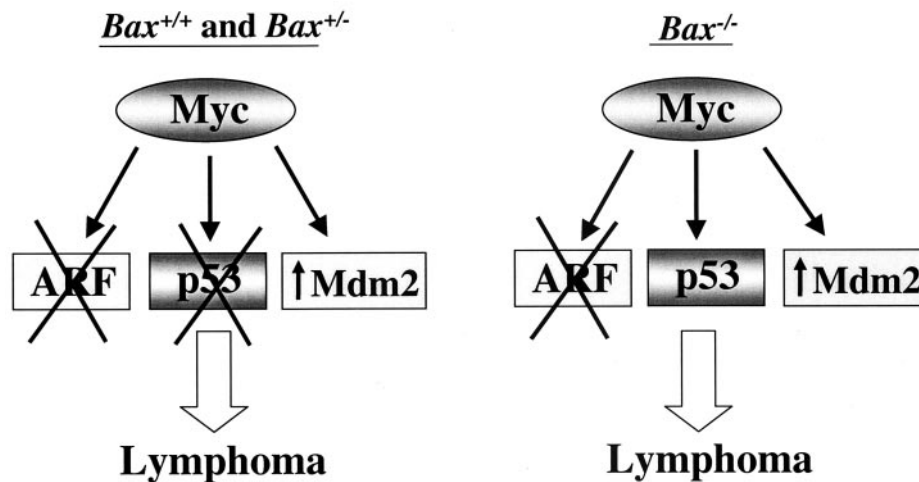 Bax+/+ and Bax+/-
Myc
ARF p53 ↑Mdm2
Lymphoma
Bax-/-
Myc
ARF p53 ↑Mdm2
Lymphoma